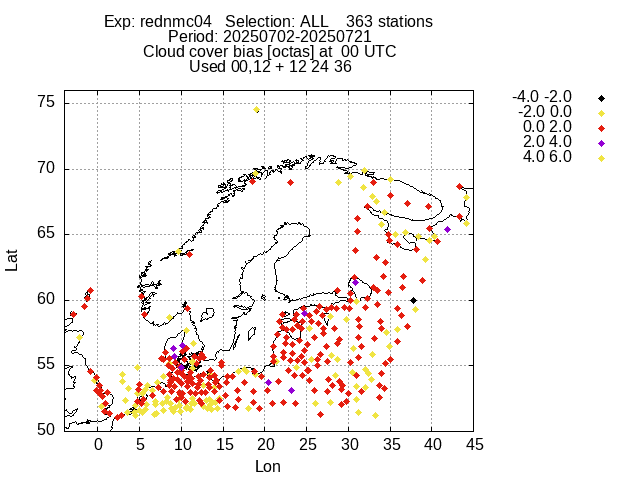 Exp: rednmc04 Selection: ALL 363 stations
Period: 20250702-20250721
Cloud cover bias [octas] at 00 UTC
Used 00,12 + 12 24 36
-4.0 -2.0
-2.0 0.0
0.0 2.0
2.0 4.0
4.0 6.0
75
70
65
60
55
50
Lat
0 5 10 15 20 25 30 35 40 45
Lon